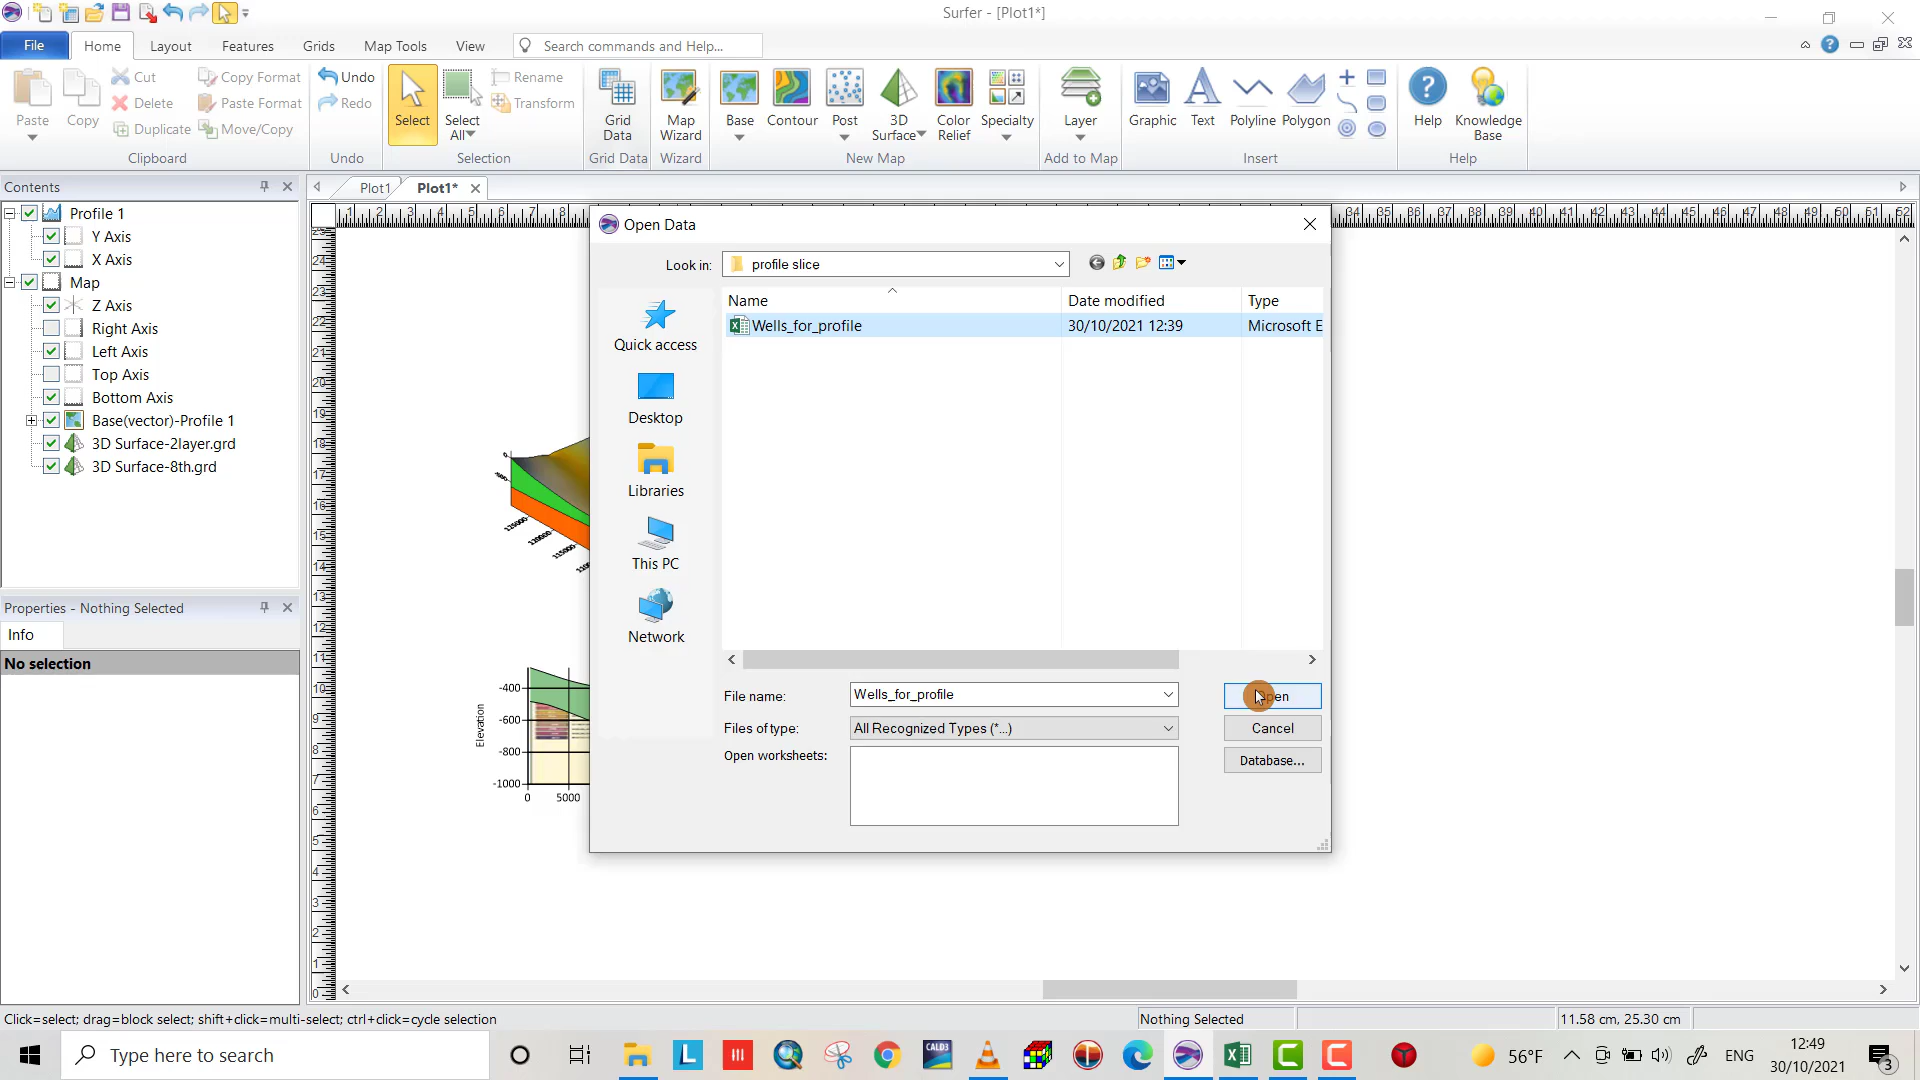 Surfer - [Plot1*]
File Home Layout Features Grids Map Tools View Search commands and Help...
Paste Copy Cut Delete Duplicate Copy Format Paste Format Move/Copy
Undo Redo
Select Select All Rename Transform
Grid Data Map Wizard Base Contour Post 3D Surface Color Relief Specialty Layer Graphic Text Polyline Polygon Help Knowledge Base
Clipboard Undo Selection Grid Data Wizard New Map Add to Map Insert Help
Contents
Plot1 Plot1*
Profile 1
Y Axis
X Axis
Map
Z Axis
Right Axis
Left Axis
Top Axis
Bottom Axis
Base(vector)-Profile 1
3D Surface-2layer.grd
3D Surface-8th.grd
Properties - Nothing Selected
Info
No selection
Elevation
-400
-600
-800
-1000
0 5000
Open Data
Look in: profile slice
Name Date modified Type
Wells_for_profile 30/10/2021 12:39 Microsoft E
Quick access
Desktop
Libraries
This PC
Network
File name: Wells_for_profile Open
Files of type: All Recognized Types (*...) Cancel
Open worksheets: Database...
Click=select; drag=block select; shift+click=multi-select; ctrl+click=cycle selection
Nothing Selected
11.58 cm, 25.30 cm
Type here to search
56°F
ENG
12:49
30/10/2021
3